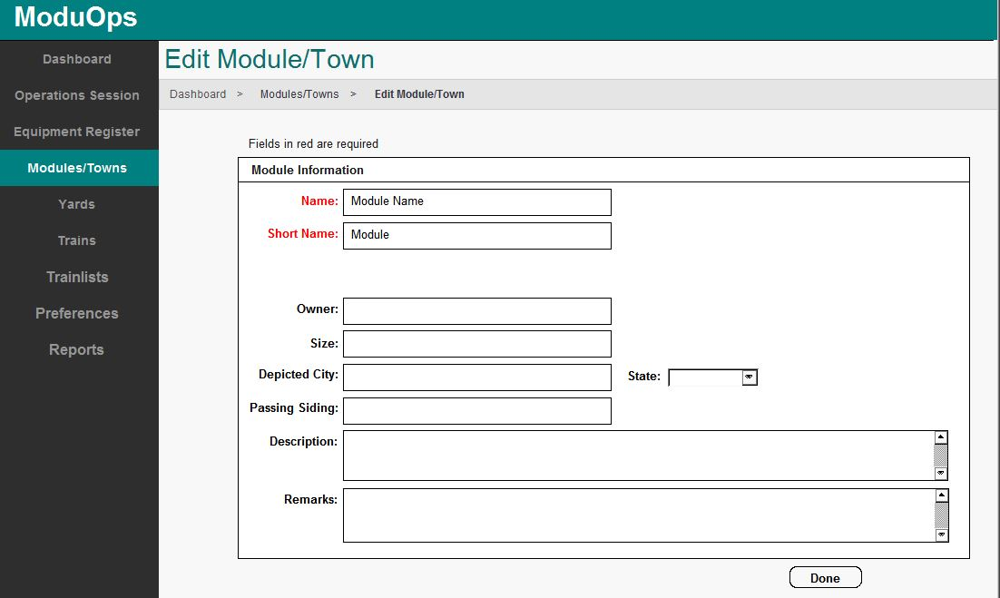 ModuOps
Dashboard
Operations Session
Equipment Register
Modules/Towns
Yards
Trains
Trainlists
Preferences
Reports
Edit Module/Town
Dashboard > Modules/Towns > Edit Module/Town
Fields in red are required
Module Information
Name: Module Name
Short Name: Module
Owner:
Size:
Depicted City: State:
Passing Siding:
Description:
Remarks:
Done